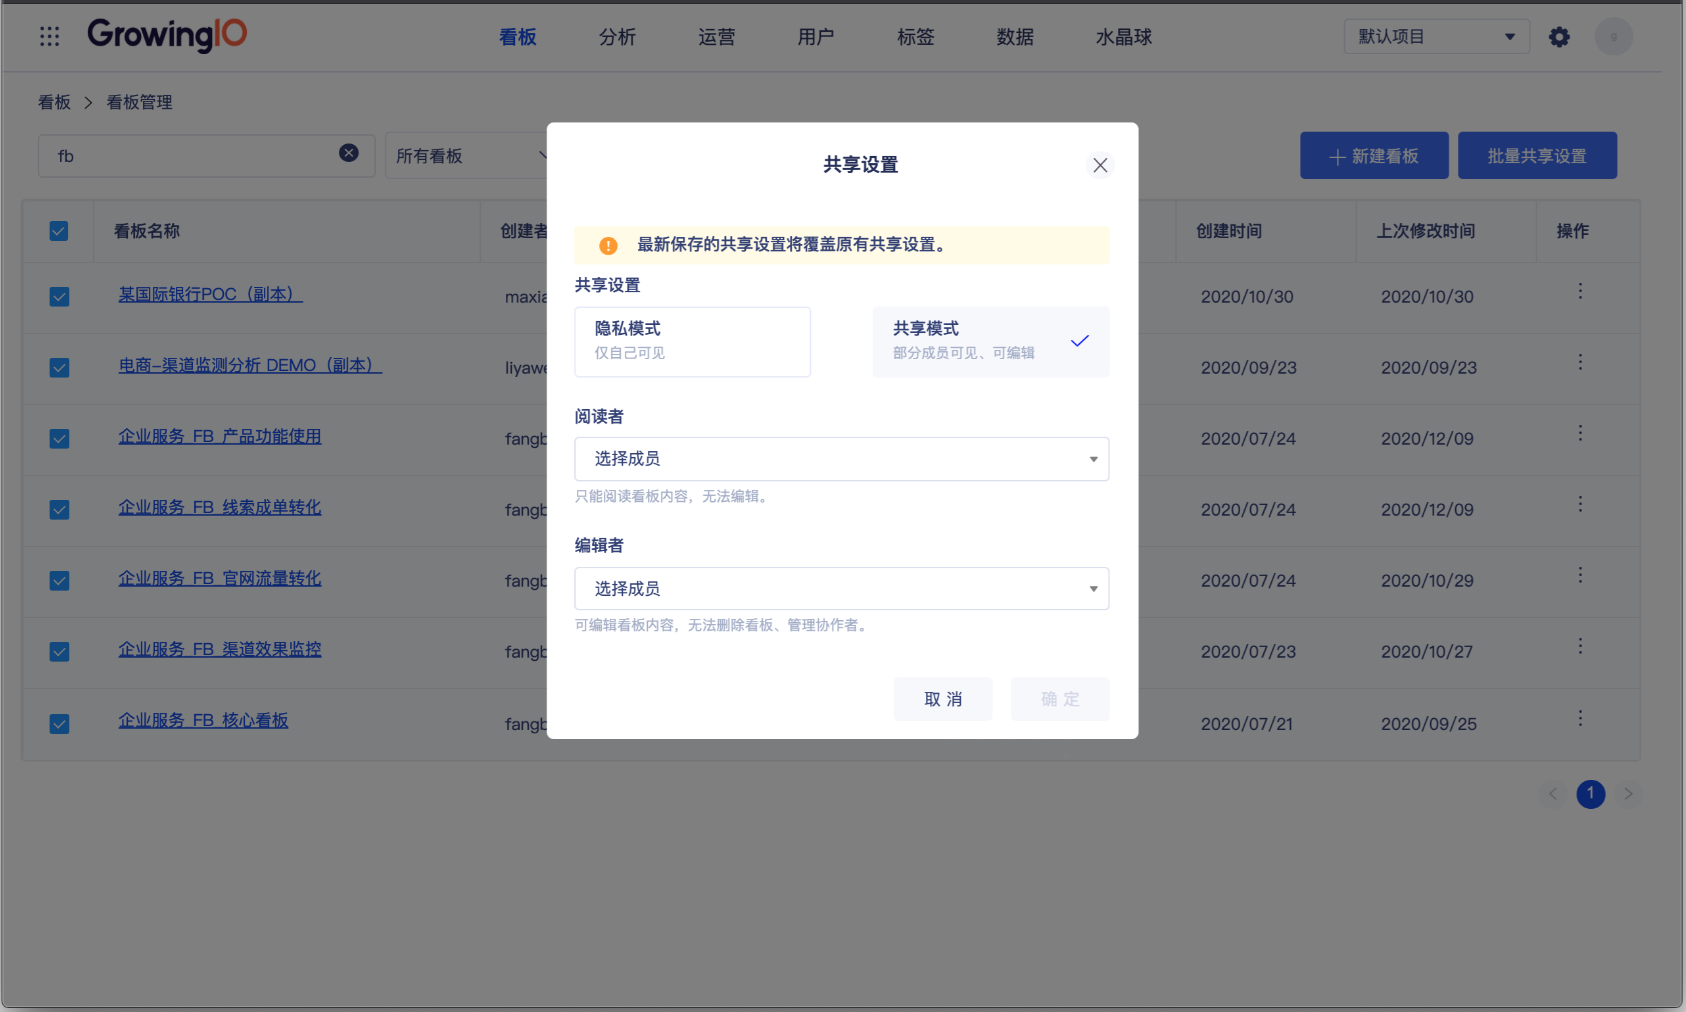 GrowingIO
看板 分析 运营 用户 标签 数据 水晶球
默认项目
g
看板 > 看板管理
fb
所有看板
+ 新建看板
批量共享设置
看板名称 创建者 创建时间 上次修改时间 操作
某国际银行POC（副本） maxia 2020/10/30 2020/10/30
电商-渠道监测分析 DEMO（副本） liyawe 2020/09/23 2020/09/23
企业服务_FB_产品功能使用 fangb 2020/07/24 2020/12/09
企业服务_FB_线索成单转化 fangb 2020/07/24 2020/12/09
企业服务_FB_官网流量转化 fangb 2020/07/24 2020/10/29
企业服务_FB_渠道效果监控 fangb 2020/07/23 2020/10/27
企业服务_FB_核心看板 fangb 2020/07/21 2020/09/25
< 1 >
共享设置
最新保存的共享设置将覆盖原有共享设置。
共享设置
隐私模式
仅自己可见
共享模式
部分成员可见、可编辑
阅读者
选择成员
只能阅读看板内容，无法编辑。
编辑者
选择成员
可编辑看板内容，无法删除看板、管理协作者。
取 消
确 定